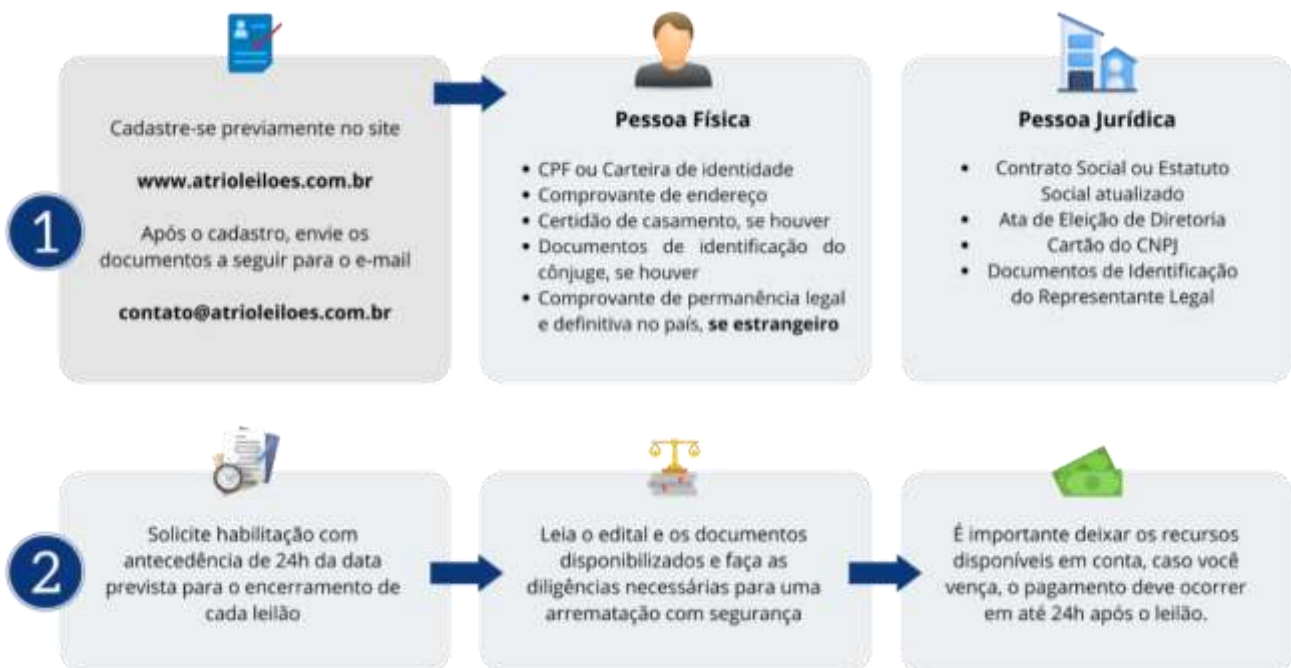 1
Cadastre-se previamente no site
www.atrioleiloes.com.br
Após o cadastro, envie os
documentos a seguir para o e-mail
contato@atrioleiloes.com.br
Pessoa Física
• CPF ou Carteira de identidade
• Comprovante de endereço
• Certidão de casamento, se houver
• Documentos de identificação do
cônjuge, se houver
• Comprovante de permanência legal
e definitiva no país, se estrangeiro
Pessoa Jurídica
• Contrato Social ou Estatuto
Social atualizado
• Ata de Eleição de Diretoria
• Cartão do CNPJ
• Documentos de Identificação
do Representante Legal
2
Solicite habilitação com
antecedência de 24h da data
prevista para o encerramento de
cada leilão
Leia o edital e os documentos
disponibilizados e faça as
diligências necessárias para uma
arrematação com segurança
É importante deixar os recursos
disponíveis em conta, caso você
vença, o pagamento deve ocorrer
em até 24h após o leilão.